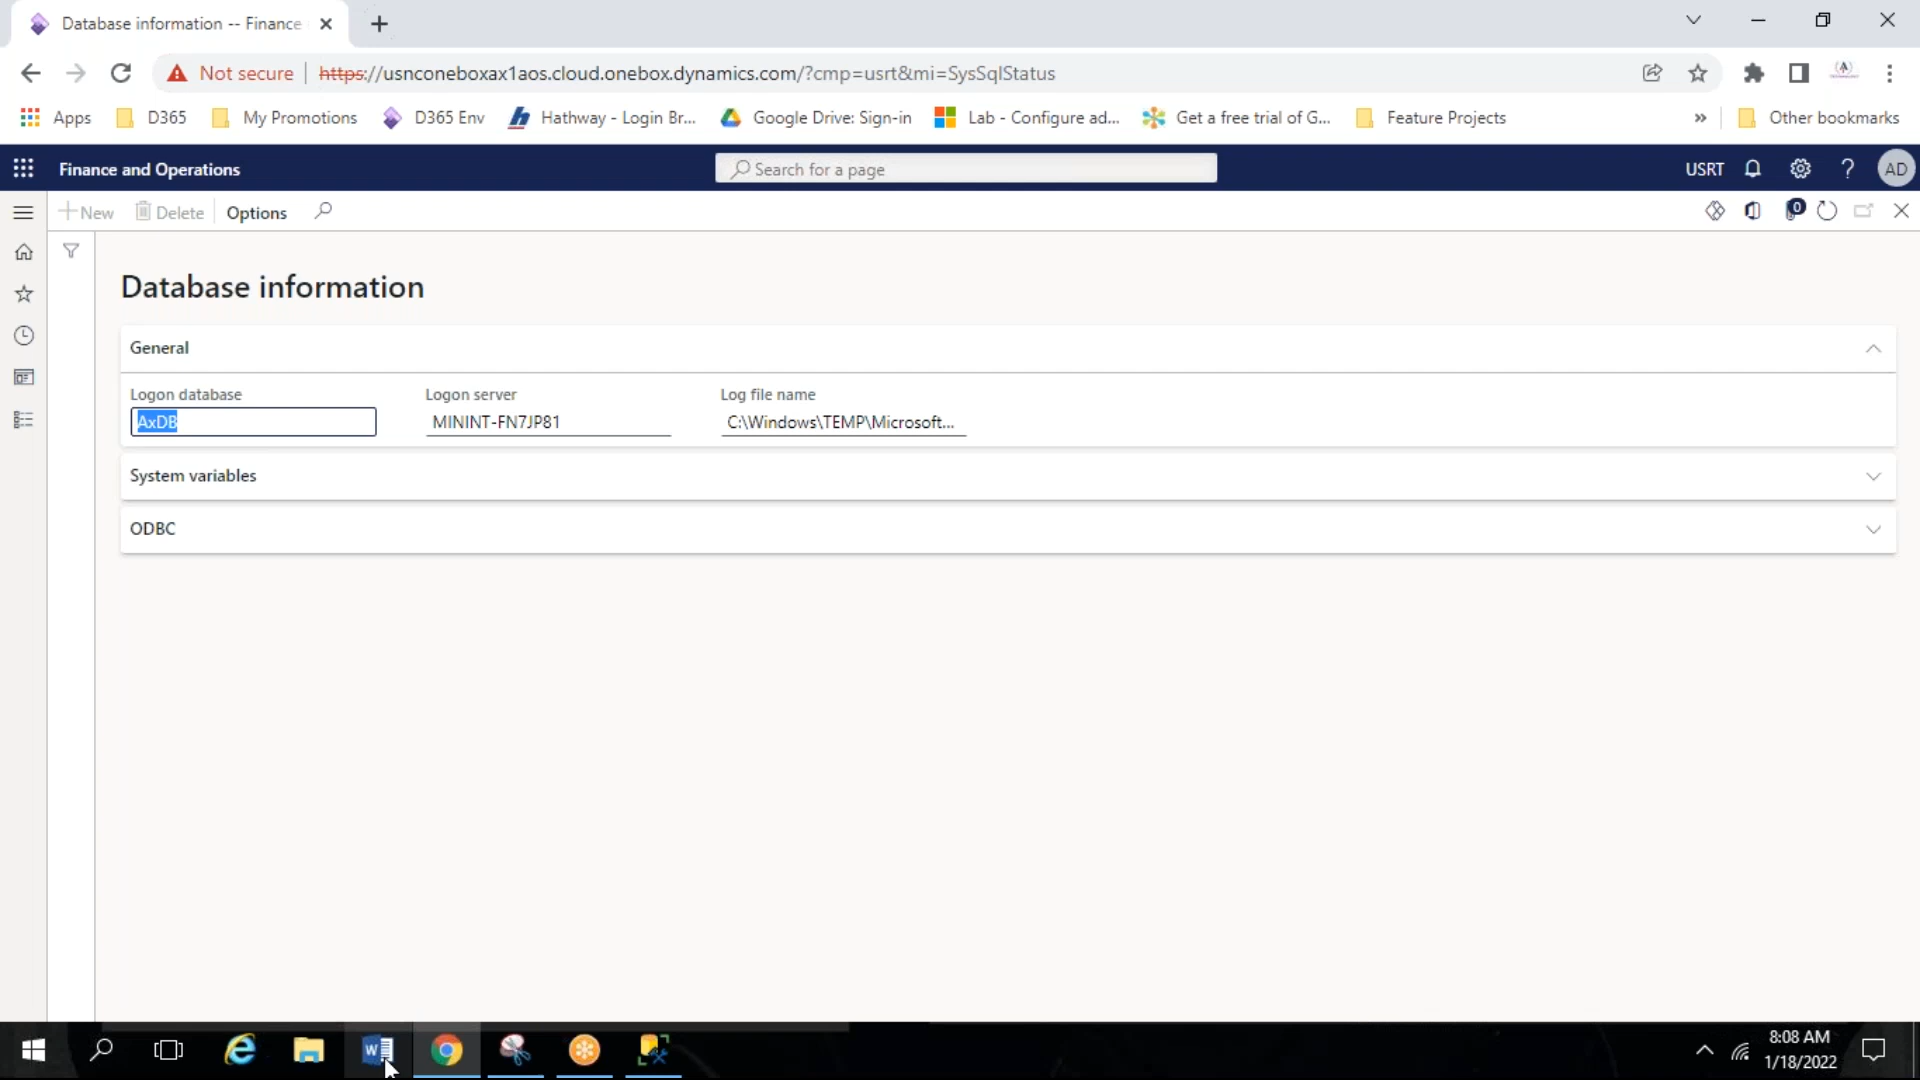 Database information -- Finance
Not secure https://usnconeboxax1aos.cloud.onebox.dynamics.com/?cmp=usrt&mi=SysSqlStatus
Apps D365 My Promotions D365 Env Hathway - Login Br... Google Drive: Sign-in Lab - Configure ad... Get a free trial of G... Feature Projects » Other bookmarks
Finance and Operations Search for a page USRT ? AD
New Delete Options 0
Database information
General
Logon database Logon server Log file name
AxDB MININT-FN7JP81 C:\Windows\TEMP\Microsoft...
System variables
ODBC
8:08 AM
1/18/2022